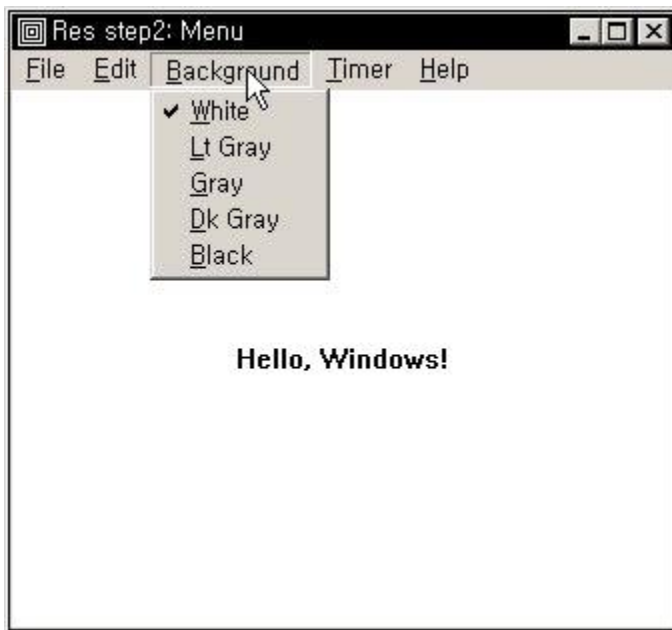 Res step2: Menu
File Edit Background Timer Help
White
Lt Gray
Gray
Dk Gray
Black
Hello, Windows!